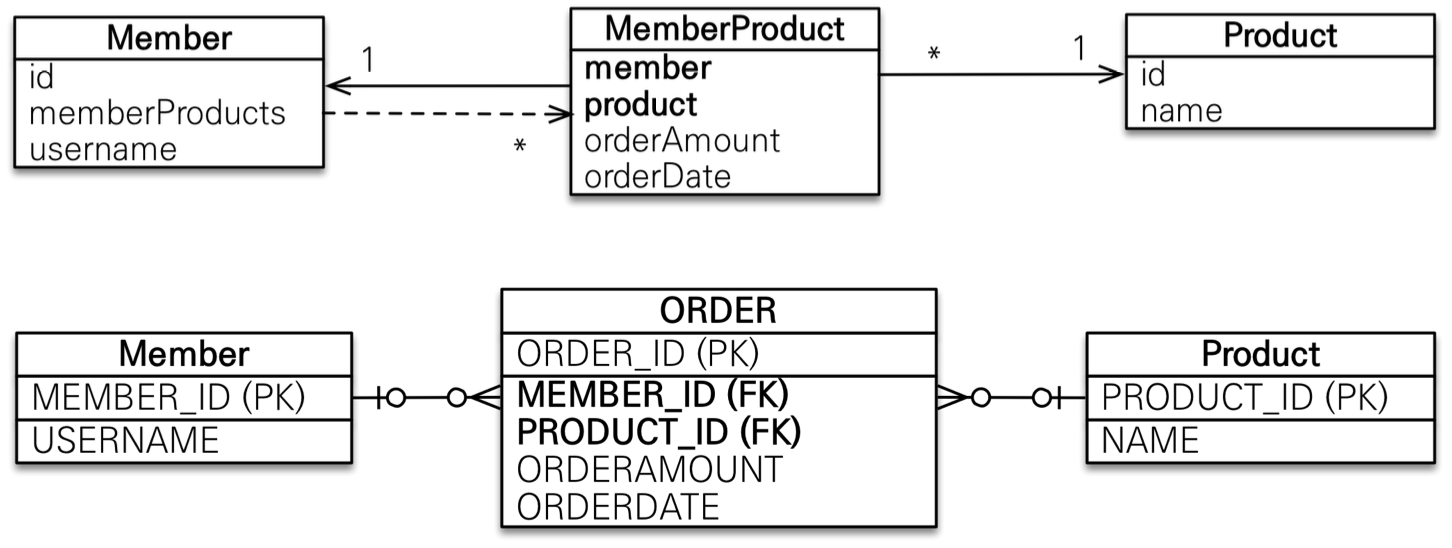 Member
id
memberProducts
username
1
*
MemberProduct
member
product
orderAmount
orderDate
*
1
Product
id
name
Member
MEMBER_ID (PK)
USERNAME
ORDER
ORDER_ID (PK)
MEMBER_ID (FK)
PRODUCT_ID (FK)
ORDERAMOUNT
ORDERDATE
Product
PRODUCT_ID (PK)
NAME